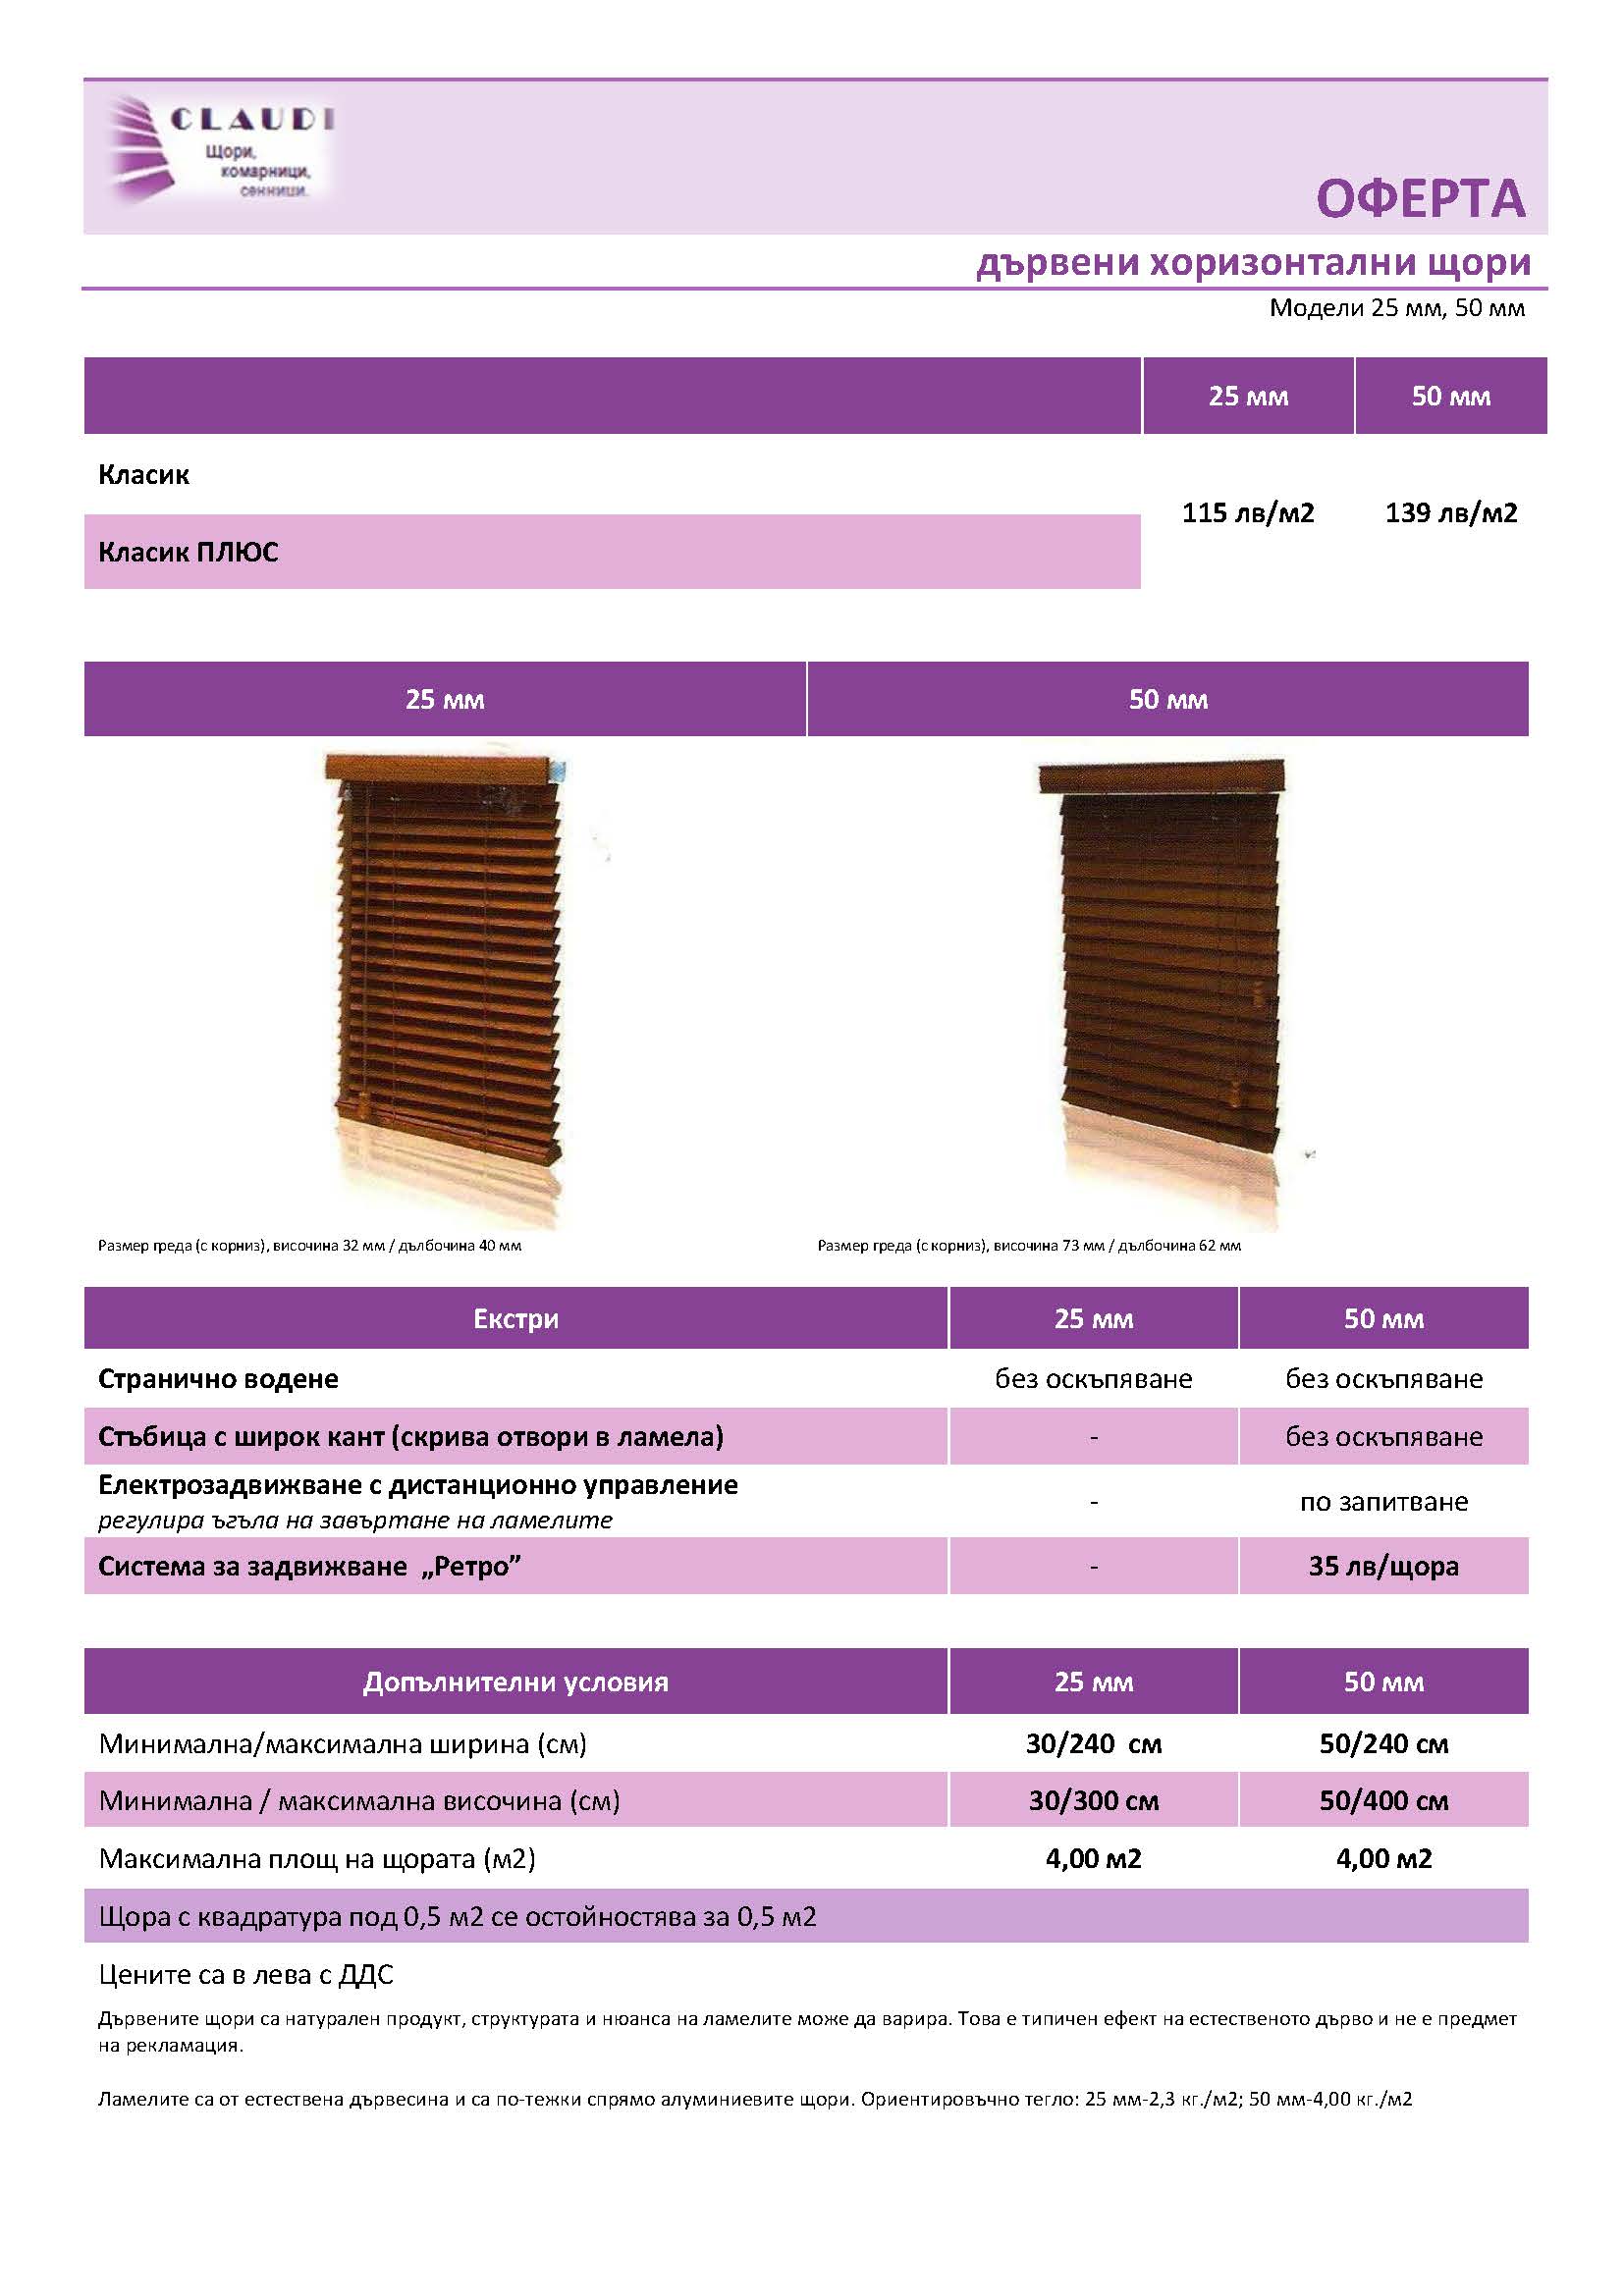 CLAUDI
Щори,
комарници,
сенници.
ОФЕРТА
дървени хоризонтални щори
Модели 25 мм, 50 мм
25 мм 50 мм
Класик
115 лв/м2 139 лв/м2
Класик ПЛЮС
25 мм 50 мм
Размер греда (с корниз), височина 32 мм / дълбочина 40 мм
Размер греда (с корниз), височина 73 мм / дълбочина 62 мм
Екстри 25 мм 50 мм
Странично водене без оскъпяване без оскъпяване
Стъбица с широк кант (скрива отвори в ламела) - без оскъпяване
Електрозадвижване с дистанционно управление
регулира ъгъла на завъртане на ламелите
- по запитване
Система за задвижване „Ретро” - 35 лв/щора
Допълнителни условия 25 мм 50 мм
Минимална/максимална ширина (см) 30/240 см 50/240 см
Минимална / максимална височина (см) 30/300 см 50/400 см
Максимална площ на щората (м2) 4,00 м2 4,00 м2
Щора с квадратура под 0,5 м2 се остойностява за 0,5 м2
Цените са в лева с ДДС
Дървените щори са натурален продукт, структурата и нюанса на ламелите може да варира. Това е типичен ефект на естественото дърво и не е предмет
на рекламация.
Ламелите са от естествена дървесина и са по-тежки спрямо алуминиевите щори. Ориентировъчно тегло: 25 мм-2,3 кг./м2; 50 мм-4,00 кг./м2